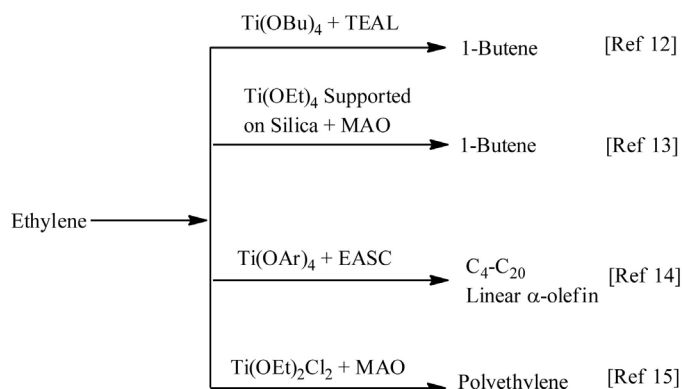 Ti(OBu)₄ + TEAL
1-Butene [Ref 12]
Ti(OEt)₄ Supported
on Silica + MAO
1-Butene [Ref 13]
Ethylene
Ti(OAr)₄ + EASC
C₄-C₂₀ [Ref 14]
Linear α-olefin
Ti(OEt)₂Cl₂ + MAO
Polyethylene [Ref 15]